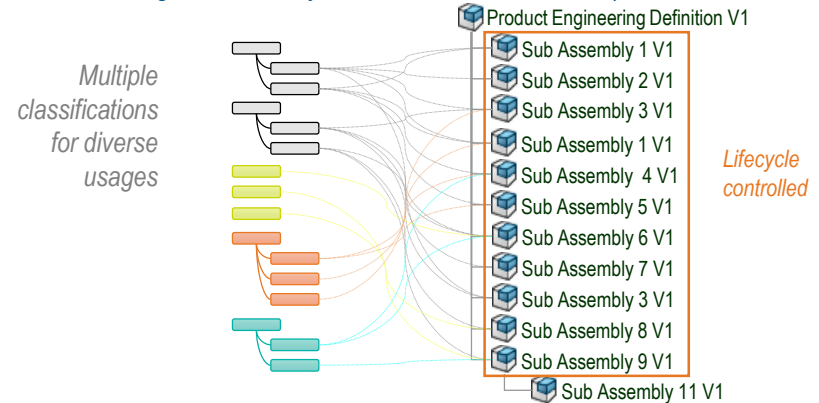 Product Engineering Definition V1
Sub Assembly 1 V1
Sub Assembly 2 V1
Sub Assembly 3 V1
Sub Assembly 1 V1
Sub Assembly 4 V1
Sub Assembly 5 V1
Sub Assembly 6 V1
Sub Assembly 7 V1
Sub Assembly 3 V1
Sub Assembly 8 V1
Sub Assembly 9 V1
Sub Assembly 11 V1
Multiple
classifications
for diverse
usages
Lifecycle
controlled